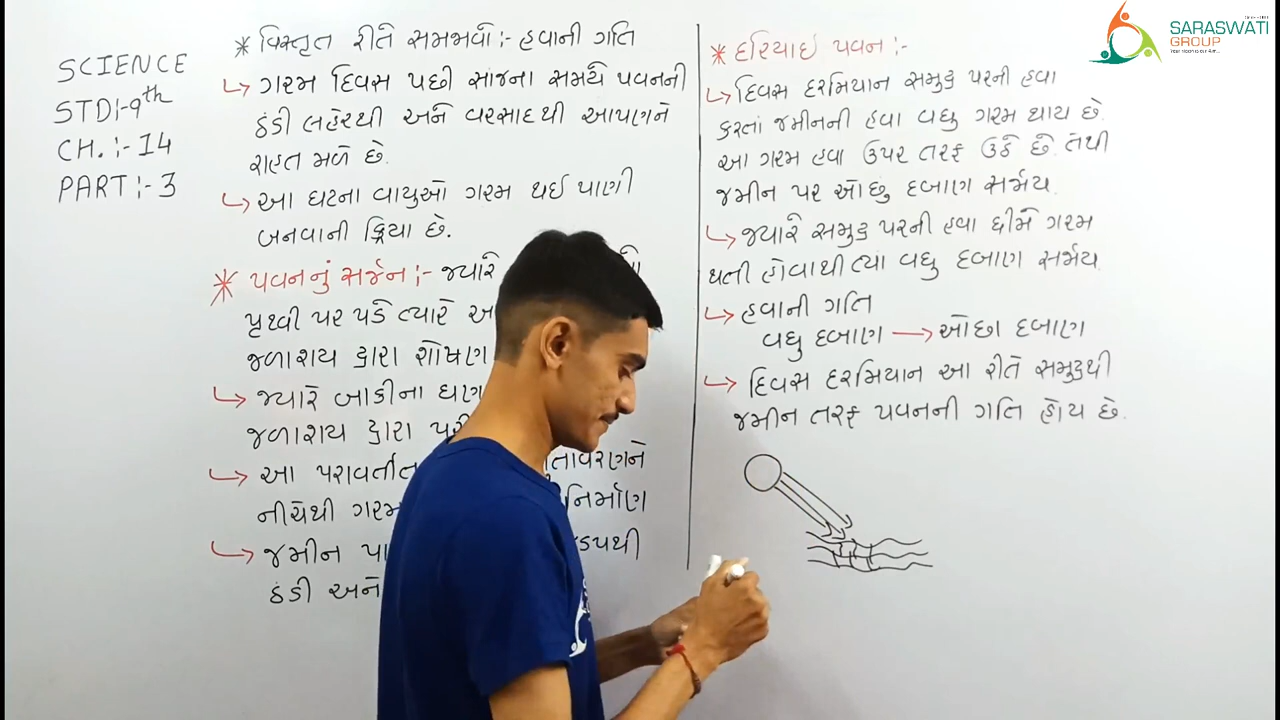 SCIENCE
STD:-9th
CH. :- 14
PART :- 3
* વિસ્તૃત રીતે સમજાવો :- હવાની ગતિ
↳ ગરમ દિવસ પછી સાંજના સમયે પવનની
ઠંડી લહેરથી અને વરસાદથી આપણને
રાહત મળે છે.
↳ આ ઘટના વાયુઓ ગરમ થઈ પાણી
બનવાની ક્રિયા છે.
* પવનનું સર્જન :- જ્યારે
પૃથ્વી પર પડે ત્યારે
જળાશય દ્વારા શોષણ
↳ જ્યારે બાકીના
જળાશય દ્વારા
↳ આ પરાવર્તીત
નીચેથી ગરમ નિર્માણ
↳ જમીન
ઠંડી અને
* દરિયાઈ પવન :-
↳ દિવસ દરમિયાન સમુદ્ર પરની હવા
કરતાં જમીનની હવા વધુ ગરમ થાય છે.
આ ગરમ હવા ઉપર તરફ ઉઠે છે. તેથી
જમીન પર ઓછું દબાણ સર્જાય.
↳ જ્યારે સમુદ્ર પરની હવા ધીમે ગરમ
થતી હોવાથી ત્યાં વધુ દબાણ સર્જાય.
↳ હવાની ગતિ
વધુ દબાણ → ઓછા દબાણ
↳ દિવસ દરમિયાન આ રીતે સમુદ્રથી
જમીન તરફ પવનની ગતિ હોય છે.
SARASWATI
GROUP